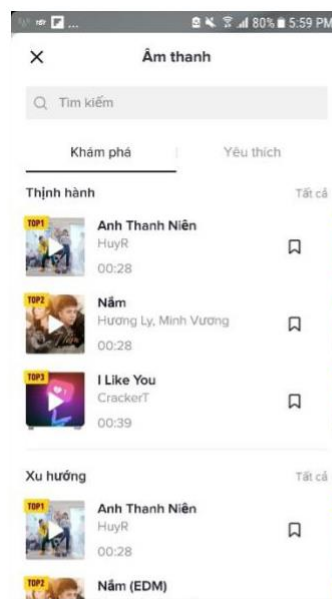 80% 5:59 PM
Âm thanh
Tìm kiếm
Khám phá
Yêu thích
Thịnh hành
Tất cả
TOP1
Anh Thanh Niên
HuyR
00:28
TOP2
Nắm
Hương Ly, Minh Vương
00:28
TOP3
I Like You
CrackerT
00:39
Xu hướng
Tất cả
TOP1
Anh Thanh Niên
HuyR
00:28
TOP2
Nắm (EDM)